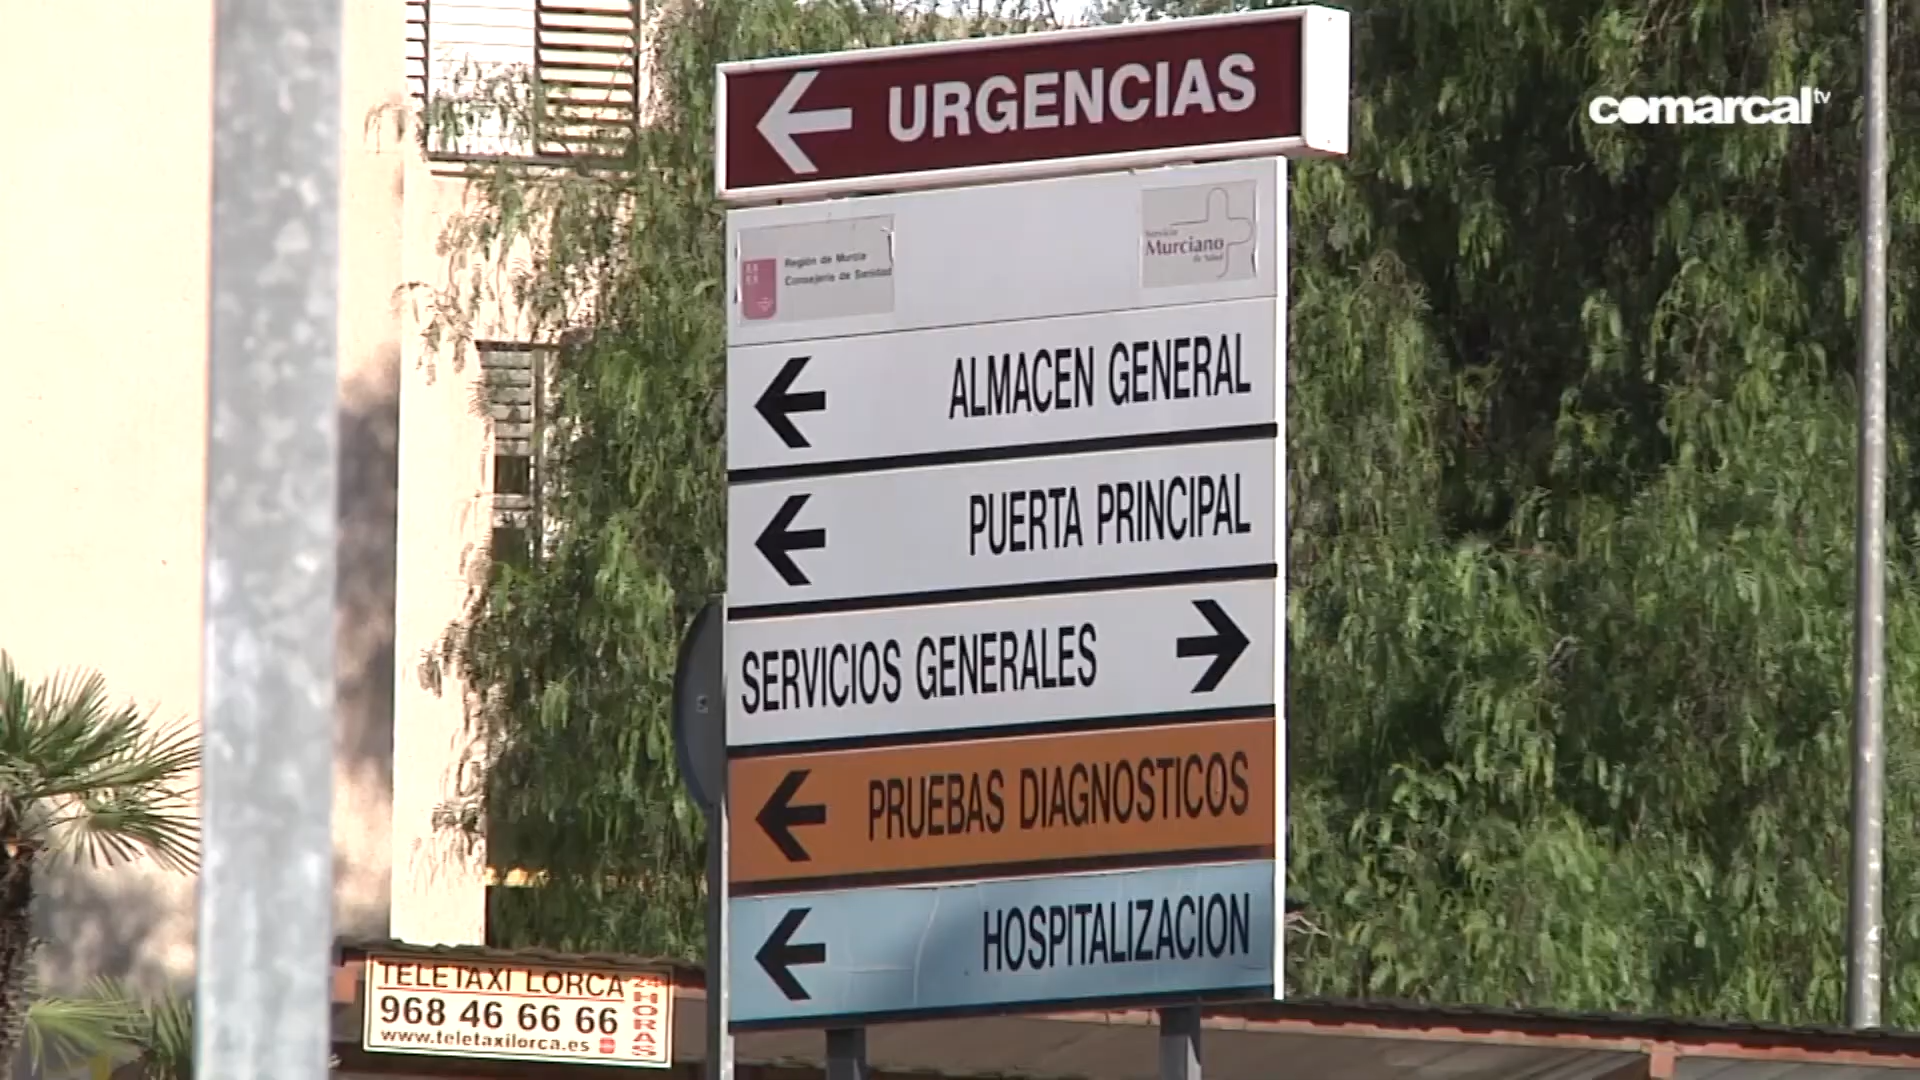 comarcal tv
URGENCIAS
Región de Murcia
Consejería de Sanidad
Servicio
Murciano
de Salud
ALMACEN GENERAL
PUERTA PRINCIPAL
SERVICIOS GENERALES
PRUEBAS DIAGNOSTICOS
HOSPITALIZACION
TELETAXI LORCA
968 46 66 66
www.teletaxilorca.es
24 HORAS